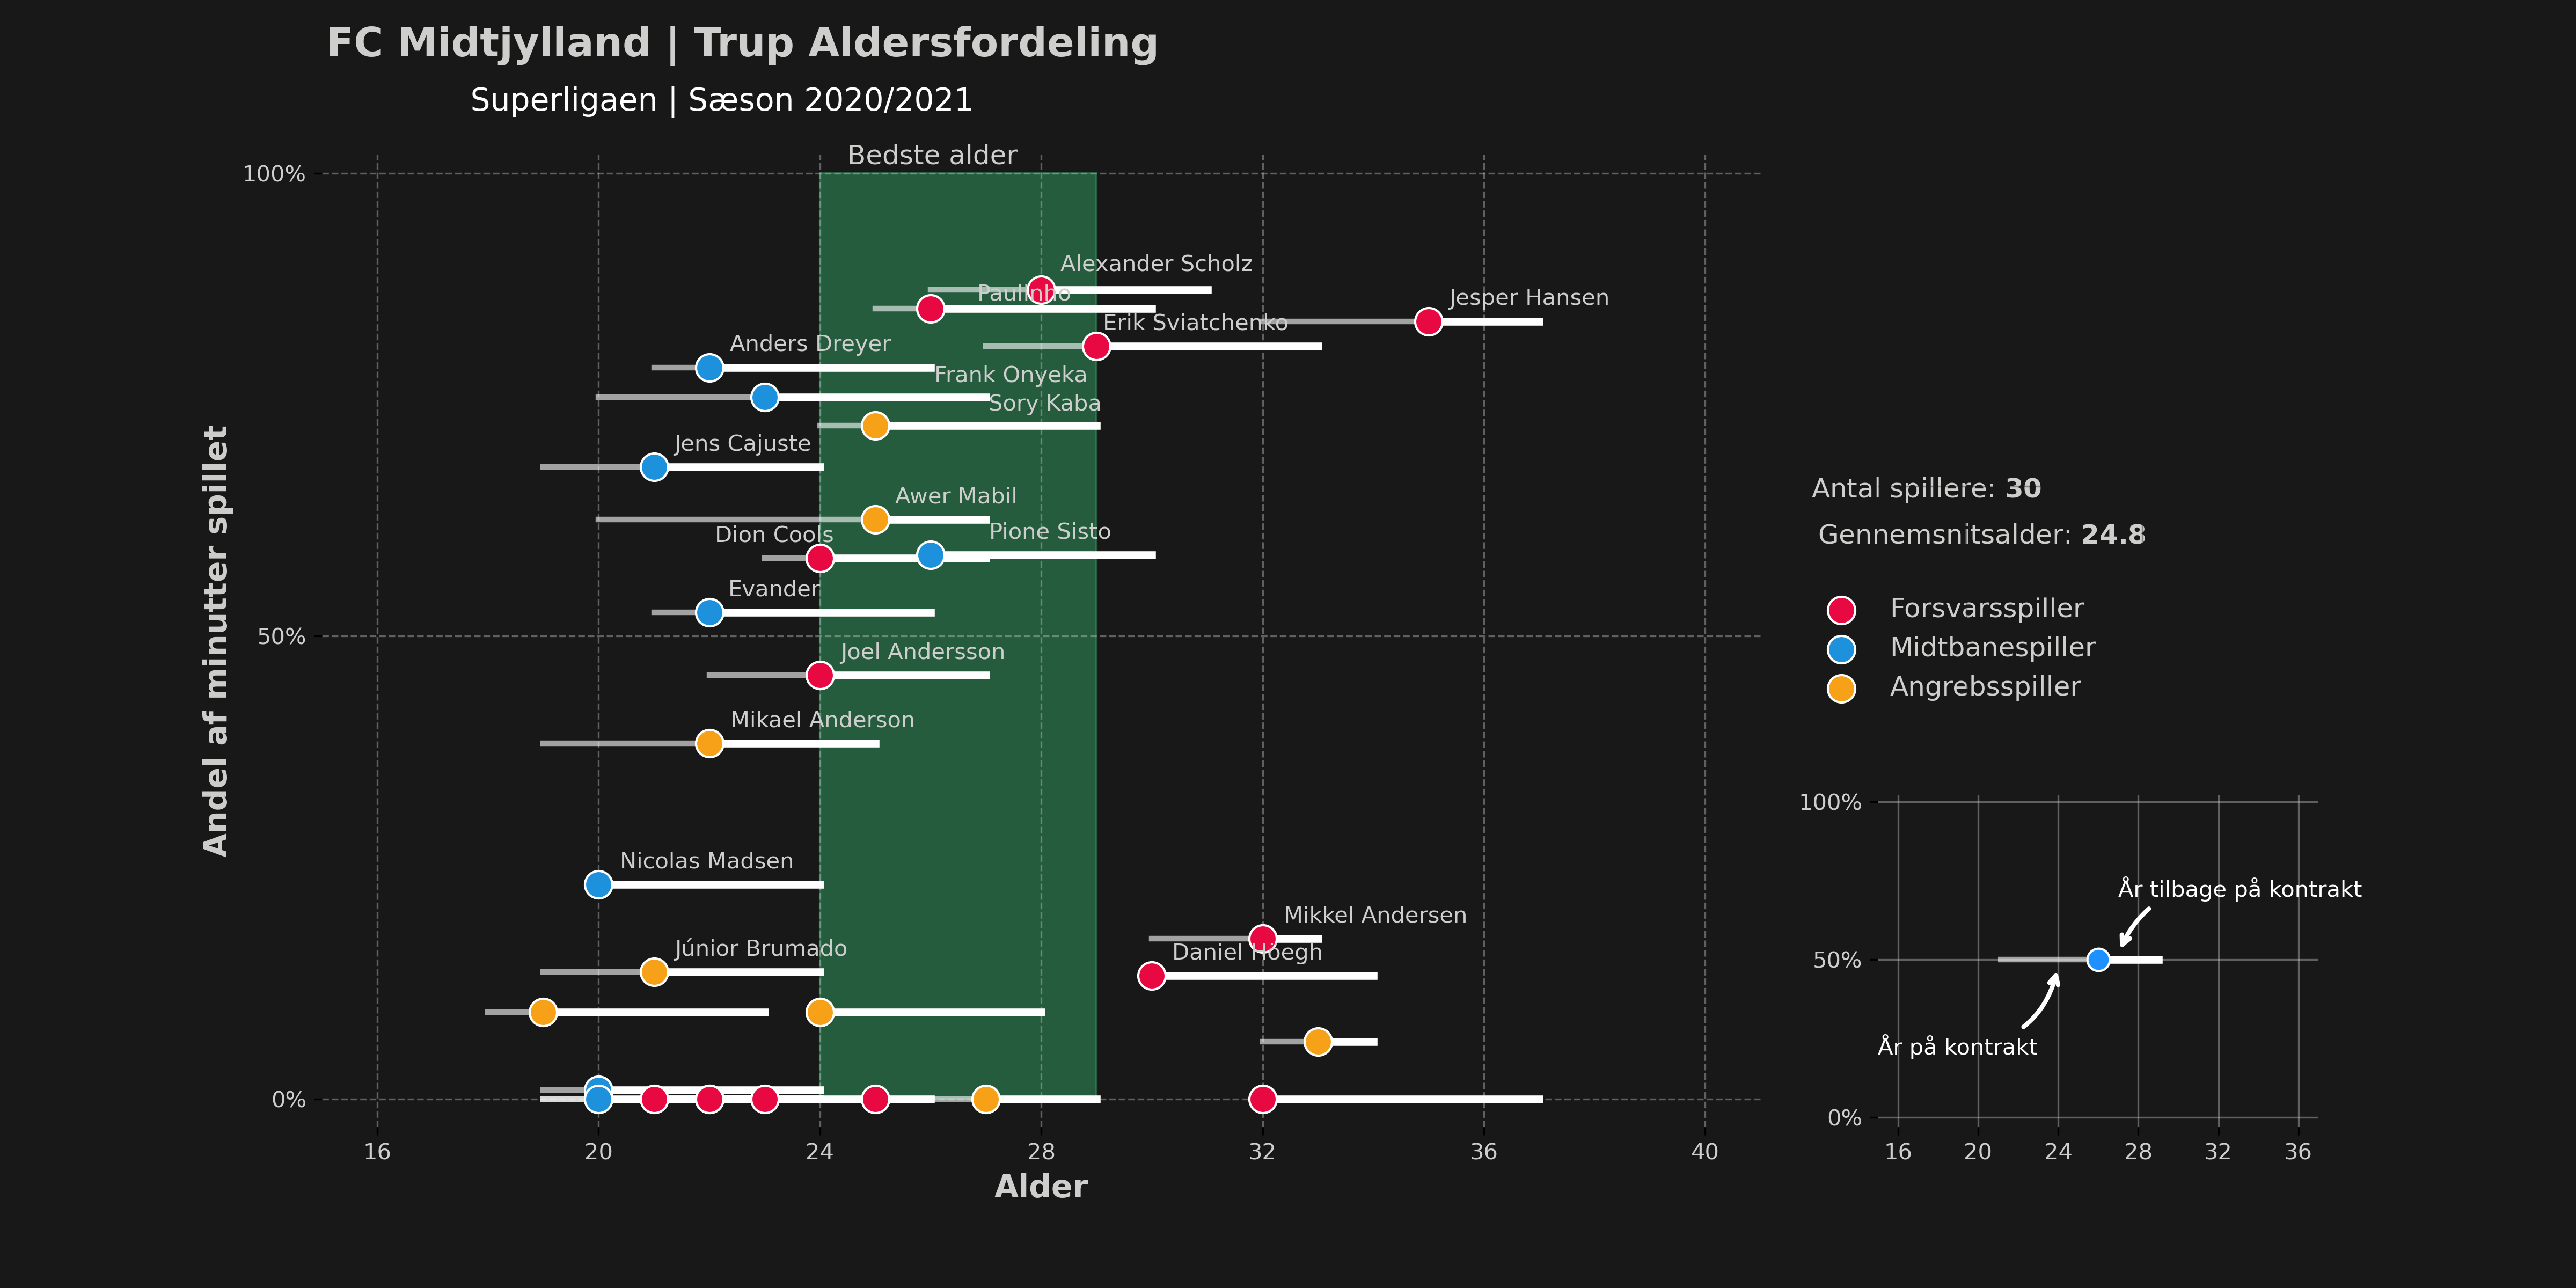 FC Midtjylland | Trup Aldersfordeling
Superligaen | Sæson 2020/2021
Bedste alder
100%
Alexander Scholz
Paulinho
Jesper Hansen
Erik Sviatchenko
Anders Dreyer
Frank Onyeka
Sory Kaba
Jens Cajuste
Awer Mabil
Dion Cools
Pione Sisto
Evander
50%
Joel Andersson
Mikael Anderson
Nicolas Madsen
Mikkel Andersen
Júnior Brumado
Daniel Høegh
0%
16 20 24 28 32 36 40
Alder
Andel af minutter spillet
Antal spillere: 30
Gennemsnitsalder: 24.8
Forsvarsspiller
Midtbanespiller
Angrebsspiller
100%
År tilbage på kontrakt
50%
År på kontrakt
0%
16 20 24 28 32 36